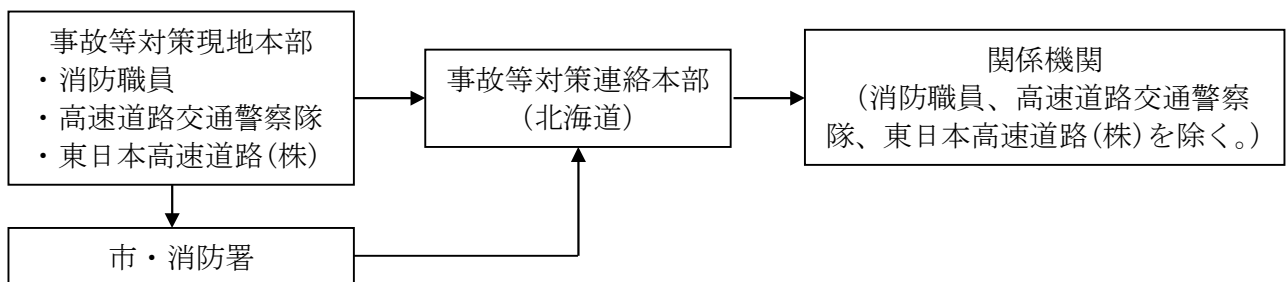 事故等対策現地本部
・消防職員
・高速道路交通警察隊
・東日本高速道路(株)
事故等対策連絡本部
（北海道）
関係機関
（消防職員、高速道路交通警察
隊、東日本高速道路(株)を除く。）
市・消防署